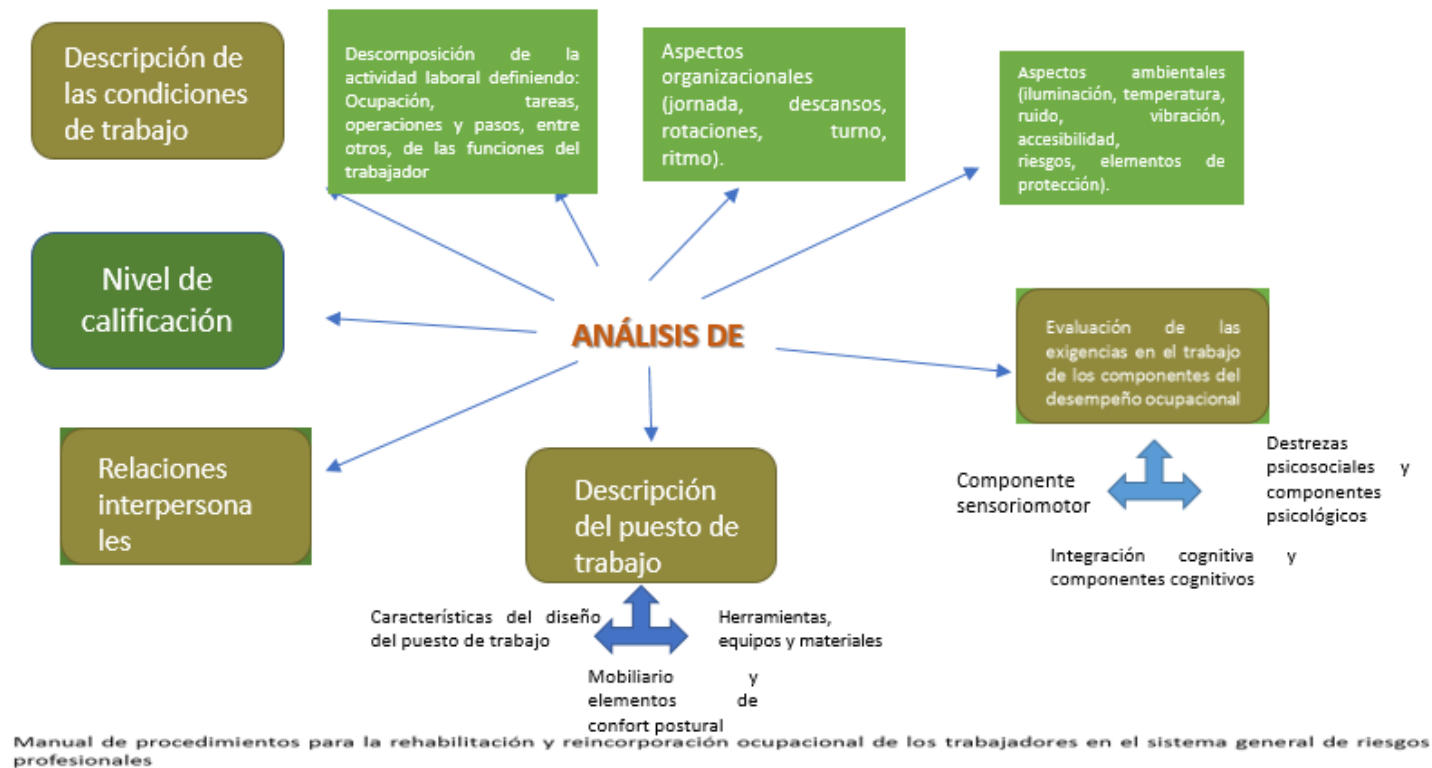 Descripción de
las condiciones
de trabajo
Descomposición de la
actividad laboral definiendo:
Ocupación, tareas,
operaciones y pasos, entre
otros, de las funciones del
trabajador
Aspectos
organizacionales
(jornada, descansos,
rotaciones, turno,
ritmo).
Aspectos ambientales
(iluminación, temperatura,
ruido, vibración,
accesibilidad,
riesgos, elementos de
protección).
Nivel de
calificación
ANÁLISIS DE
Evaluación de las
exigencias en el trabajo
de los componentes del
desempeño ocupacional
Relaciones
interpersona
les
Descripción
del puesto de
trabajo
Componente
sensoriomotor
Destrezas
psicosociales y
componentes
psicológicos
Integración cognitiva y
componentes cognitivos
Características del diseño
del puesto de trabajo
Herramientas,
equipos y materiales
Mobiliario y
elementos de
confort postural
Manual de procedimientos para la rehabilitación y reincorporación ocupacional de los trabajadores en el sistema general de riesgos
profesionales